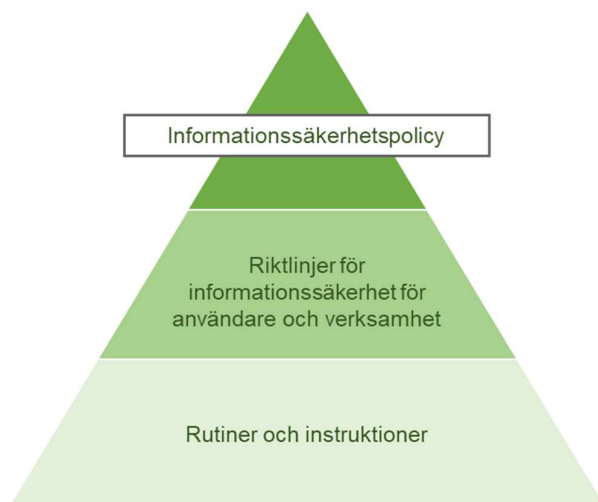 Informationssäkerhetspolicy
Riktlinjer för
informationssäkerhet för
användare och verksamhet
Rutiner och instruktioner